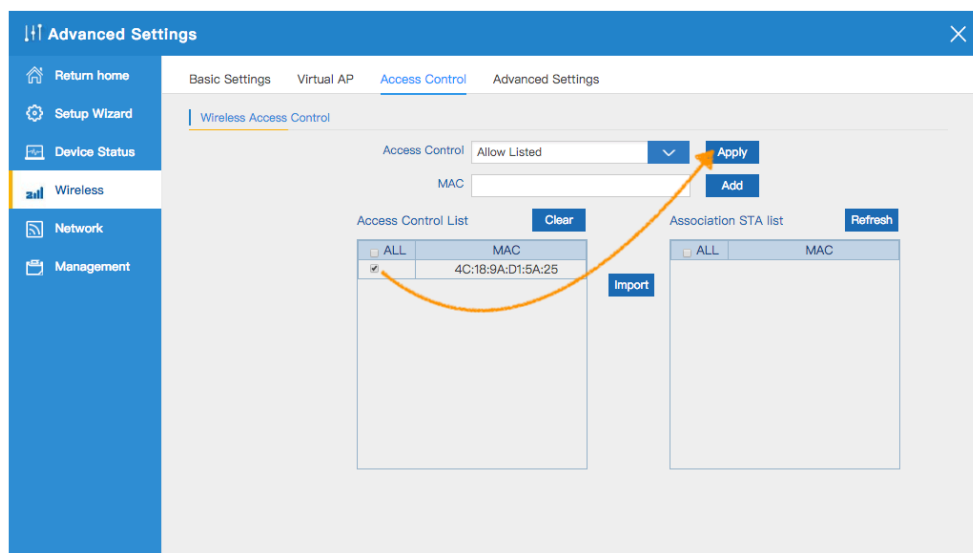 Advanced Settings
Return home
Setup Wizard
Device Status
Wireless
Network
Management
Basic Settings Virtual AP Access Control Advanced Settings
Wireless Access Control
Access Control Allow Listed Apply
MAC Add
Access Control List Clear
ALL MAC
4C:18:9A:D1:5A:25
Import
Association STA list Refresh
ALL MAC